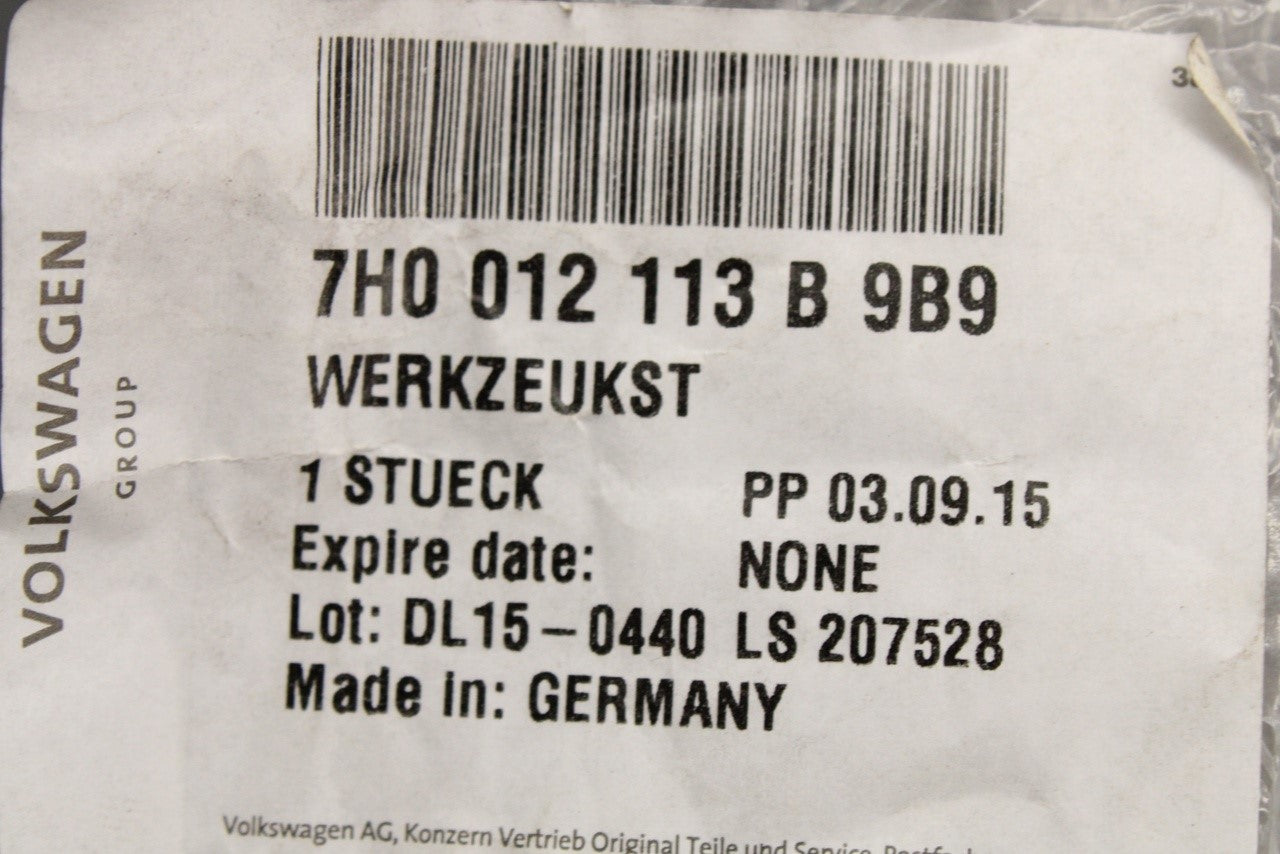 VOLKSWAGEN
GROUP
7H0 012 113 B 9B9
WERKZEUKST
1 STUECK PP 03.09.15
Expire date: NONE
Lot: DL15-0440 LS 207528
Made in: GERMANY
Volkswagen AG, Konzern Vertrieb Original Teile und Service,